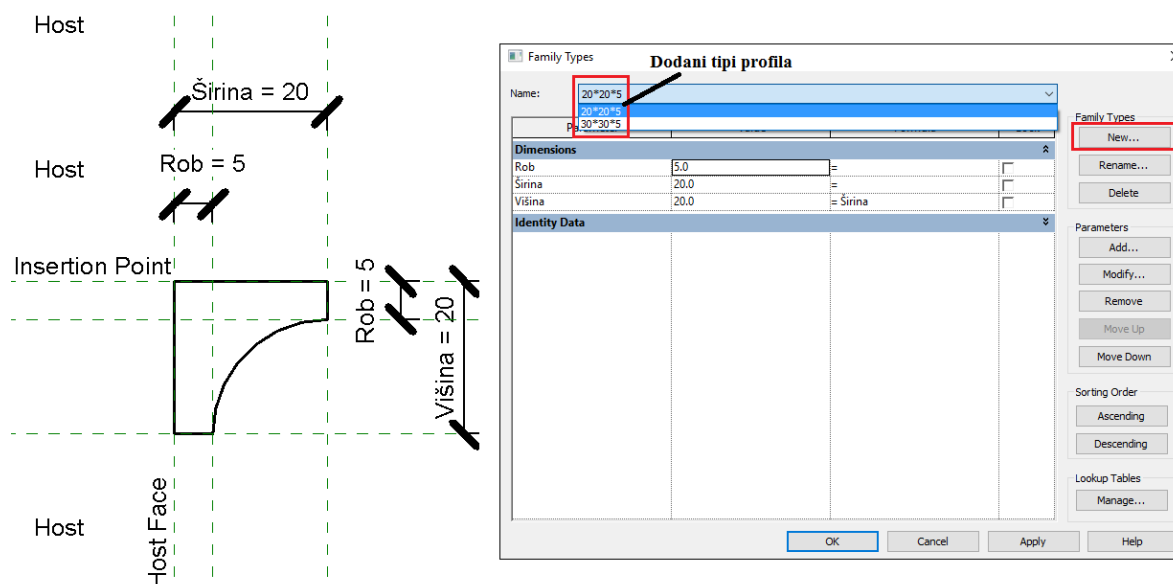 Host
Širina = 20
Host
Rob = 5
Insertion Point
Rob = 5
Višina = 20
Host Face
Host
Family Types
Dodani tipi profila
Name:
20*20*5
20*20*5
30*30*5
Dimensions
Rob 5.0 =
Širina 20.0 =
Višina 20.0 = Širina
Identity Data
Family Types
New...
Rename...
Delete
Parameters
Add...
Modify...
Remove
Move Up
Move Down
Sorting Order
Ascending
Descending
Lookup Tables
Manage...
OK Cancel Apply Help